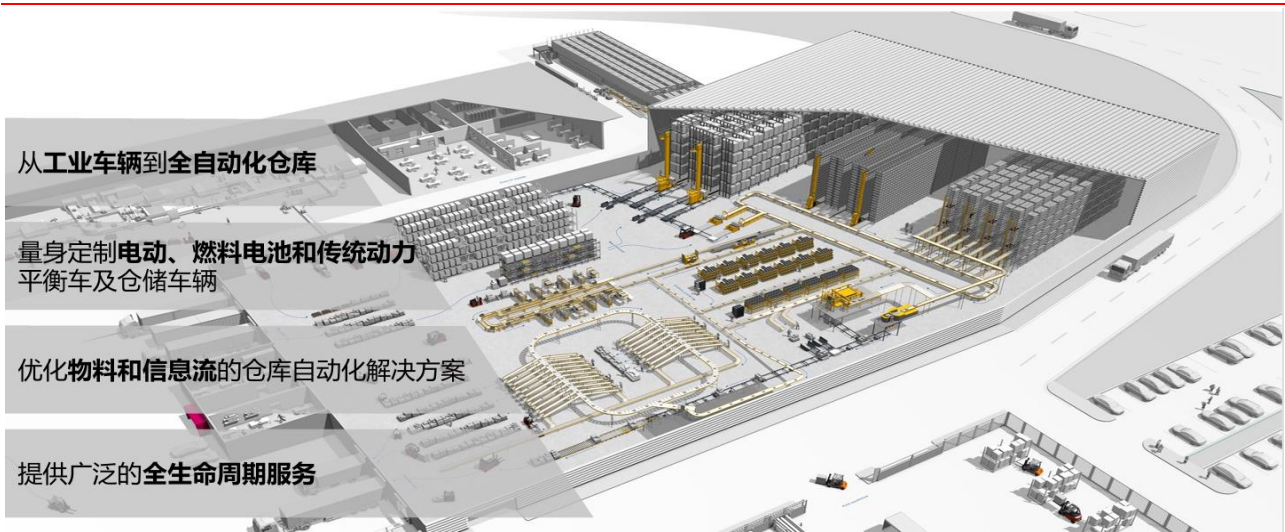 从工业车辆到全自动化仓库
量身定制电动、燃料电池和传统动力
平衡车及仓储车辆
优化物料和信息流的仓库自动化解决方案
提供广泛的全生命周期服务